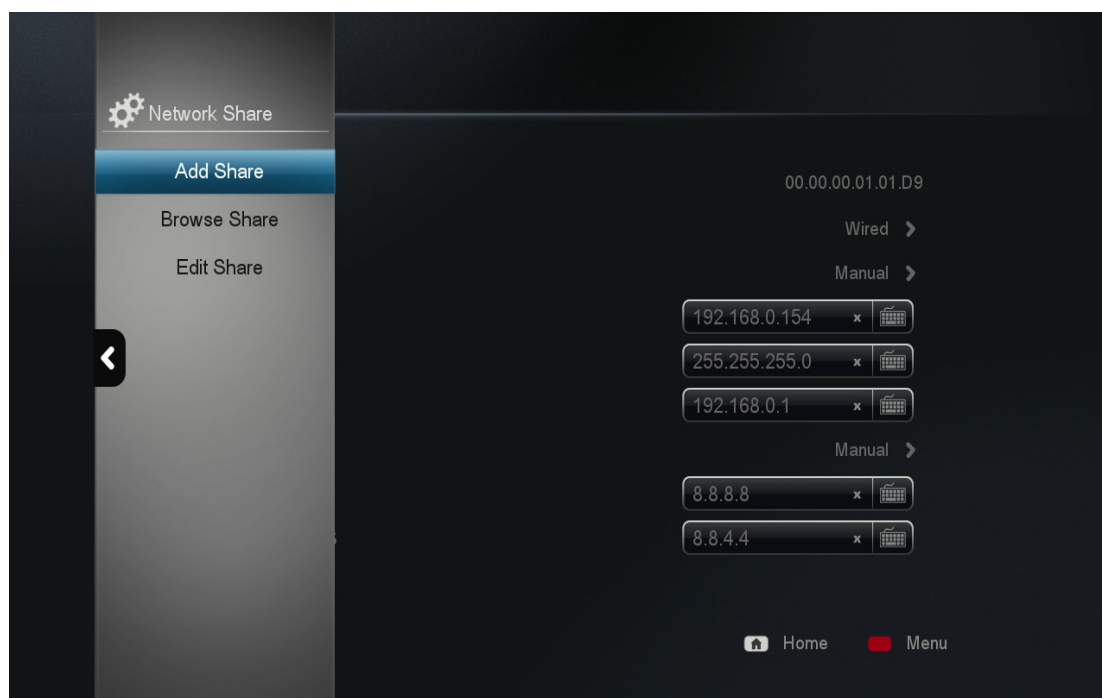 Network Share
Add Share
Browse Share
Edit Share
00.00.00.01.01.D9
Wired
Manual
192.168.0.154 x
255.255.255.0 x
192.168.0.1 x
Manual
8.8.8.8 x
8.8.4.4 x
Home Menu